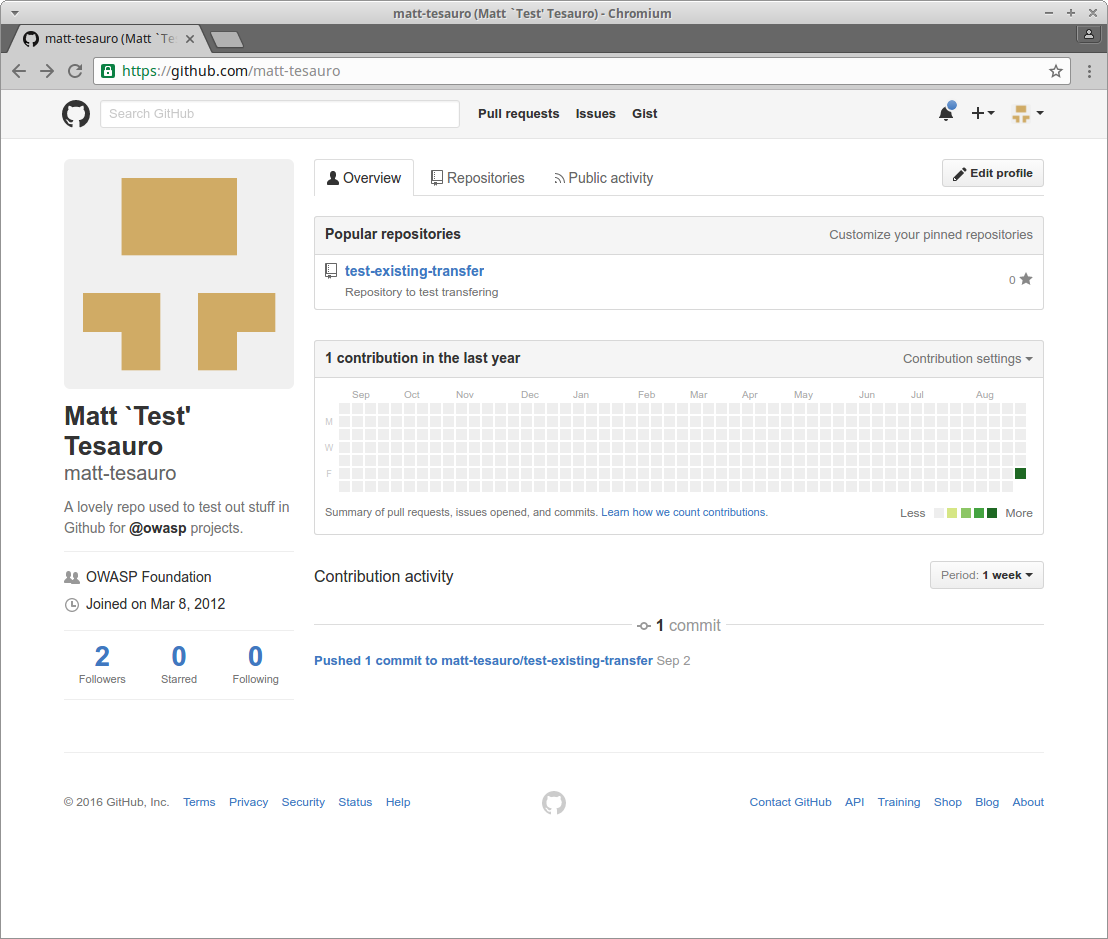 matt-tesauro (Matt `Test' Tesauro) - Chromium
matt-tesauro (Matt `Te
https://github.com/matt-tesauro
Search GitHub
Pull requests Issues Gist
Overview Repositories Public activity
Edit profile
Popular repositories
Customize your pinned repositories
test-existing-transfer
Repository to test transfering
0
1 contribution in the last year
Contribution settings
Sep Oct Nov Dec Jan Feb Mar Apr May Jun Jul Aug
M
W
F
Summary of pull requests, issues opened, and commits. Learn how we count contributions.
Less More
Matt `Test'
Tesauro
matt-tesauro
A lovely repo used to test out stuff in
Github for @owasp projects.
OWASP Foundation
Joined on Mar 8, 2012
2 0 0
Followers Starred Following
Contribution activity
Period: 1 week
1 commit
Pushed 1 commit to matt-tesauro/test-existing-transfer Sep 2
© 2016 GitHub, Inc. Terms Privacy Security Status Help
Contact GitHub API Training Shop Blog About